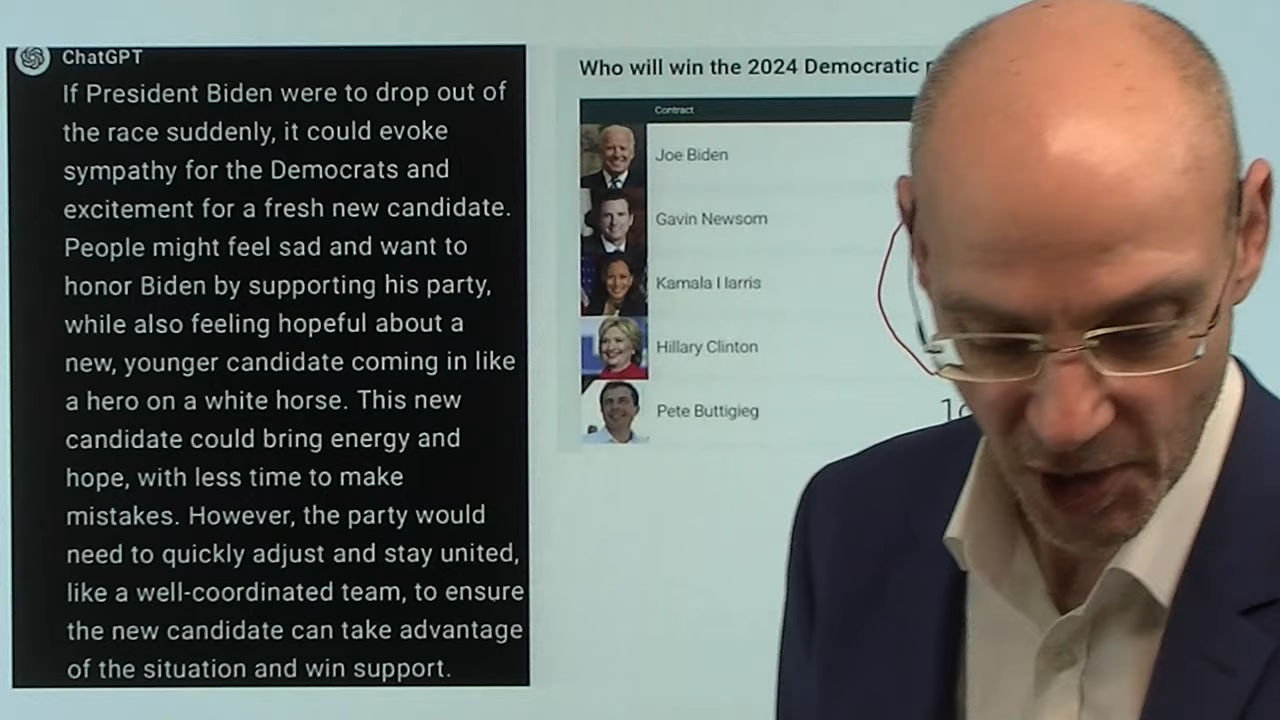 ChatGPT
If President Biden were to drop out of
the race suddenly, it could evoke
sympathy for the Democrats and
excitement for a fresh new candidate.
People might feel sad and want to
honor Biden by supporting his party,
while also feeling hopeful about a
new, younger candidate coming in like
a hero on a white horse. This new
candidate could bring energy and
hope, with less time to make
mistakes. However, the party would
need to quickly adjust and stay united,
like a well-coordinated team, to ensure
the new candidate can take advantage
of the situation and win support.
Who will win the 2024 Democratic
Contract
Joe Biden
Gavin Newsom
Kamala Harris
Hillary Clinton
Pete Buttigieg